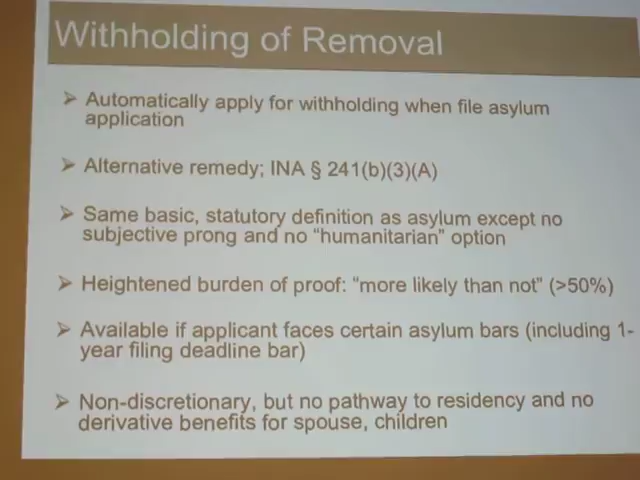 Withholding of Removal
➢ Automatically apply for withholding when file asylum
application
➢ Alternative remedy; INA § 241(b)(3)(A)
➢ Same basic, statutory definition as asylum except no
subjective prong and no “humanitarian” option
➢ Heightened burden of proof: “more likely than not” (>50%)
➢ Available if applicant faces certain asylum bars (including 1-
year filing deadline bar)
➢ Non-discretionary, but no pathway to residency and no
derivative benefits for spouse, children